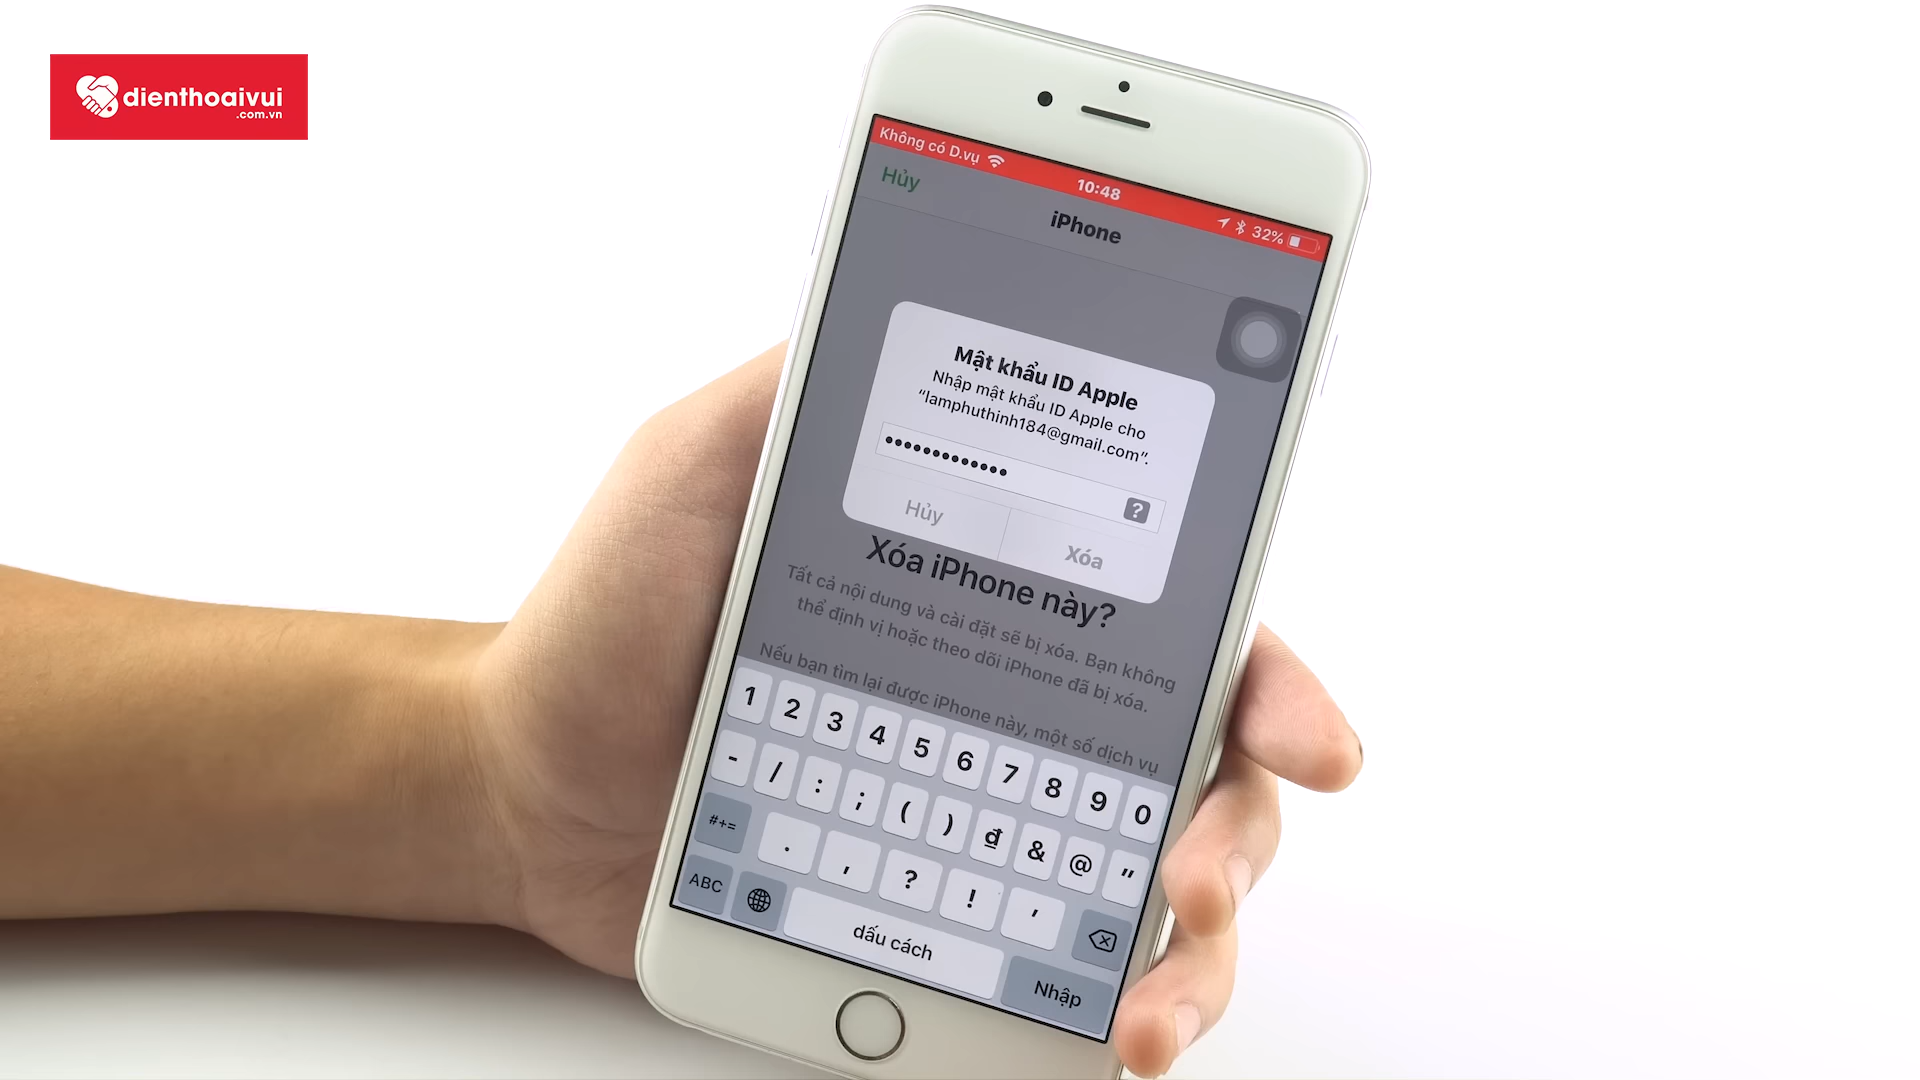 dienthoaivui
.com.vn
Không có D.vụ
10:48
32%
Hủy
iPhone
Mật khẩu ID Apple
Nhập mật khẩu ID Apple cho
“lamphuthinh184@gmail.com”.
?
Hủy
Xóa
Xóa iPhone này?
Tất cả nội dung và cài đặt sẽ bị xóa. Bạn không
thể định vị hoặc theo dõi iPhone đã bị xóa.
Nếu bạn tìm lại được iPhone này, một số dịch vụ
1 2 3 4 5 6 7 8 9 0
- / : ; ( ) ₫ & @ "
#+= . , ? ! ’
ABC dấu cách Nhập